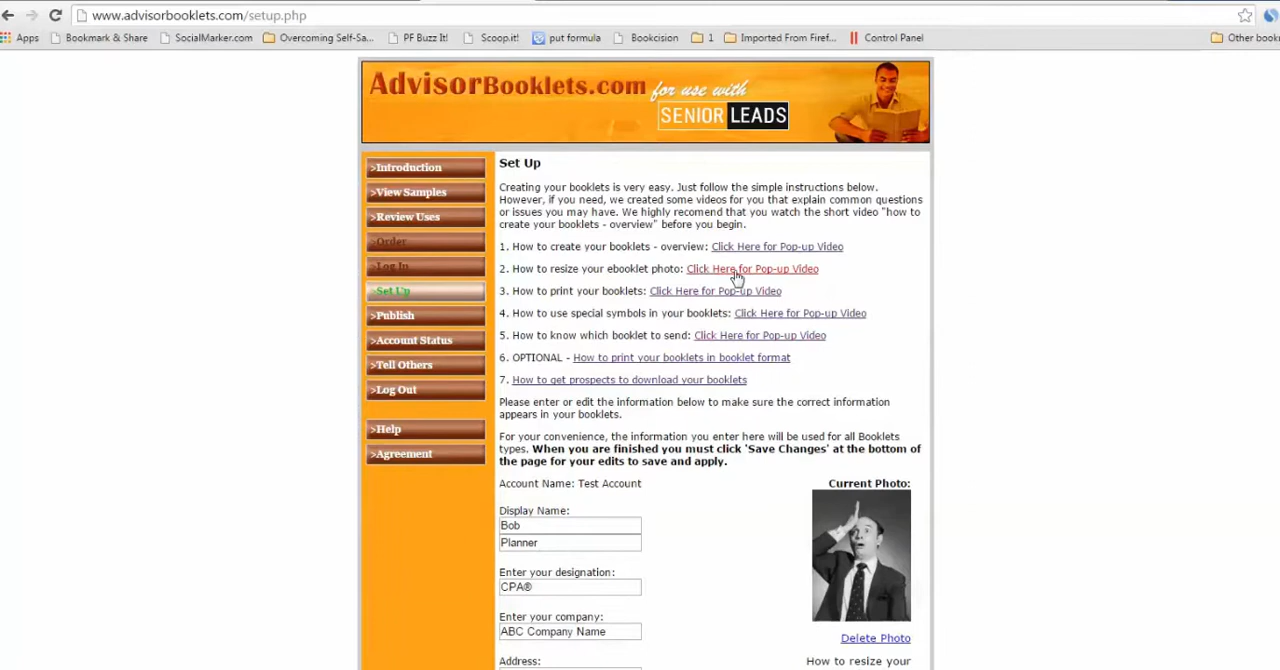 www.advisorbooklets.com/setup.php
Apps Bookmark & Share SocialMarker.com Overcoming Self-Sa... PF Buzz It! Scoop.it! put formula Bookcision 1 Imported From Firef... Control Panel Other book
AdvisorBooklets.com for use with
SENIOR LEADS
>Introduction
>View Samples
>Review Uses
>Order
>Log In
>Set Up
>Publish
>Account Status
>Tell Others
>Log Out
>Help
>Agreement
Set Up
Creating your booklets is very easy. Just follow the simple instructions below.
However, if you need, we created some videos for you that explain common questions
or issues you may have. We highly recomend that you watch the short video "how to
create your booklets - overview" before you begin.
1. How to create your booklets - overview: Click Here for Pop-up Video
2. How to resize your ebooklet photo: Click Here for Pop-up Video
3. How to print your booklets: Click Here for Pop-up Video
4. How to use special symbols in your booklets: Click Here for Pop-up Video
5. How to know which booklet to send: Click Here for Pop-up Video
6. OPTIONAL - How to print your booklets in booklet format
7. How to get prospects to download your booklets
Please enter or edit the information below to make sure the correct information
appears in your booklets.
For your convenience, the information you enter here will be used for all Booklets
types. When you are finished you must click 'Save Changes' at the bottom of
the page for your edits to save and apply.
Account Name: Test Account
Display Name:
Bob
Planner
Enter your designation:
CPA®
Enter your company:
ABC Company Name
Address:
Current Photo:
Delete Photo
How to resize your